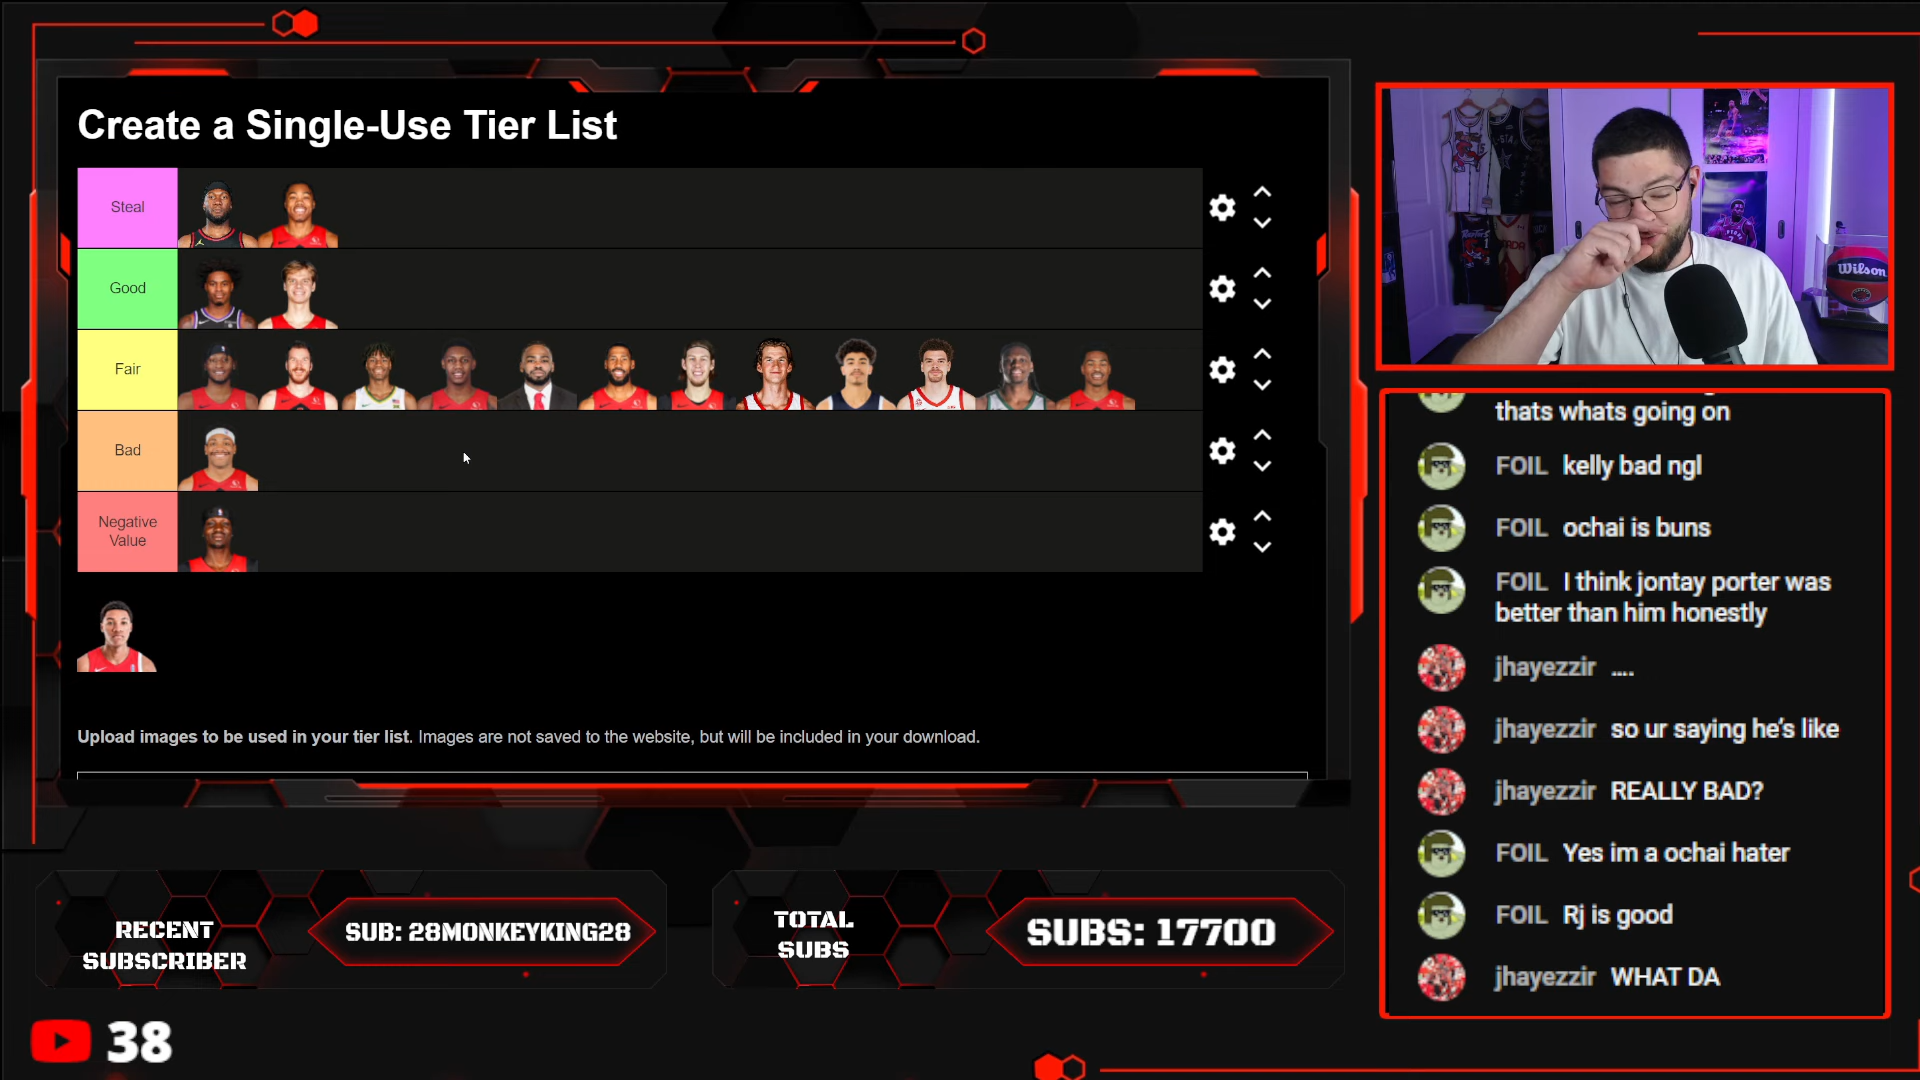 Create a Single-Use Tier List
Steal
Good
Fair
Bad
Negative
Value
Upload images to be used in your tier list. Images are not saved to the website, but will be included in your download.
Wilson
thats whats going on
FOIL kelly bad ngl
FOIL ochai is buns
FOIL I think jontay porter was
better than him honestly
jhayezzir ....
jhayezzir so ur saying he's like
jhayezzir REALLY BAD?
FOIL Yes im a ochai hater
FOIL Rj is good
jhayezzir WHAT DA
RECENT
SUBSCRIBER
SUB: 28MONKEYKING28
TOTAL
SUBS
SUBS: 17700
38